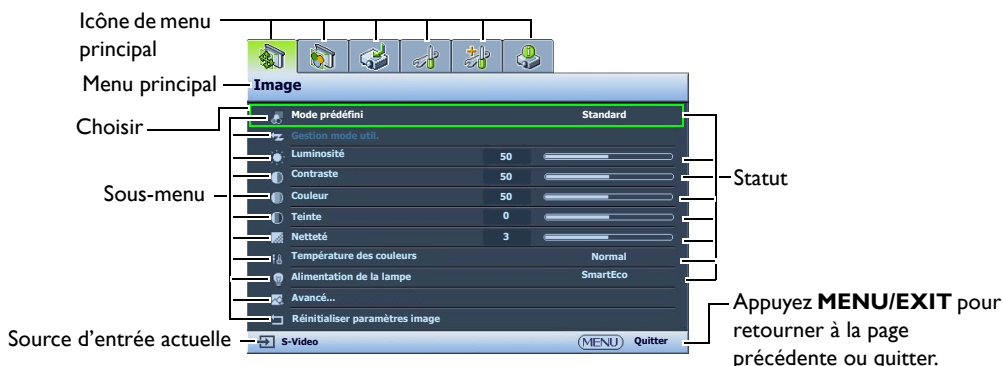 Icône de menu
principal
Menu principal
Image
Choisir
Mode prédéfini Standard
Gestion mode util.
Luminosité 50
Contraste 50
Sous-menu
Statut
Couleur 50
Teinte 0
Netteté 3
Température des couleurs Normal
Alimentation de la lampe SmartEco
Avancé...
Réinitialiser paramètres image
Source d'entrée actuelle
S-Video MENU Quitter
Appuyez MENU/EXIT pour
retourner à la page
précédente ou quitter.